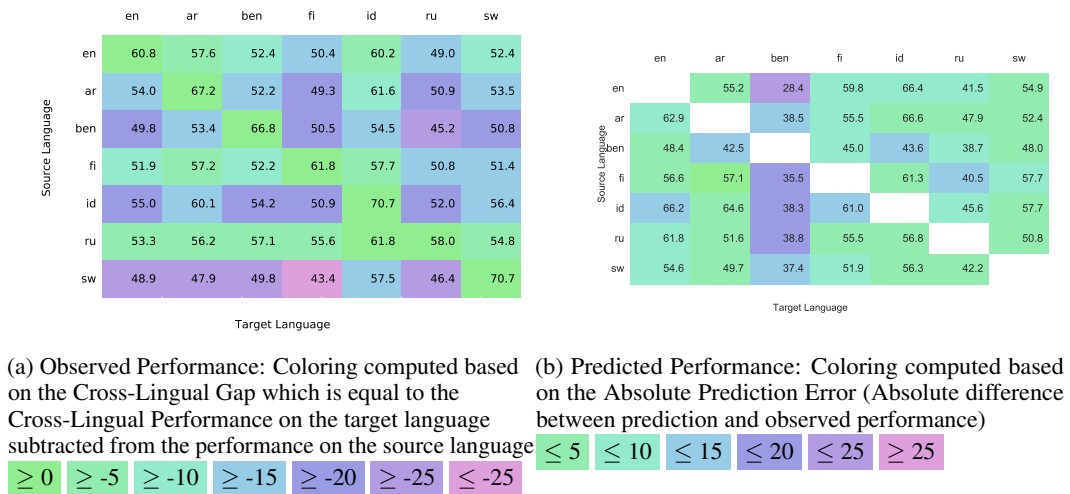 en ar ben fi id ru sw
en 60.8 57.6 52.4 50.4 60.2 49.0 52.4
ar 54.0 67.2 52.2 49.3 61.6 50.9 53.5
ben 49.8 53.4 66.8 50.5 54.5 45.2 50.8
fi 51.9 57.2 52.2 61.8 57.7 50.8 51.4
id 55.0 60.1 54.2 50.9 70.7 52.0 56.4
ru 53.3 56.2 57.1 55.6 61.8 58.0 54.8
sw 48.9 47.9 49.8 43.4 57.5 46.4 70.7
Source Language
Target Language
en ar ben fi id ru sw
en 55.2 28.4 59.8 66.4 41.5 54.9
ar 62.9 38.5 55.5 66.6 47.9 52.4
ben 48.4 42.5 45.0 43.6 38.7 48.0
fi 56.6 57.1 35.5 61.3 40.5 57.7
id 66.2 64.6 38.3 61.0 45.6 57.7
ru 61.8 51.6 38.8 55.5 56.8 50.8
sw 54.6 49.7 37.4 51.9 56.3 42.2
Source Language
Target Language
(a) Observed Performance: Coloring computed based
on the Cross-Lingual Gap which is equal to the
Cross-Lingual Performance on the target language
subtracted from the performance on the source language
≥ 0 ≥ -5 ≥ -10 ≥ -15 ≥ -20 ≥ -25 ≤ -25
(b) Predicted Performance: Coloring computed based
on the Absolute Prediction Error (Absolute difference
between prediction and observed performance)
≤ 5 ≤ 10 ≤ 15 ≤ 20 ≤ 25 ≥ 25